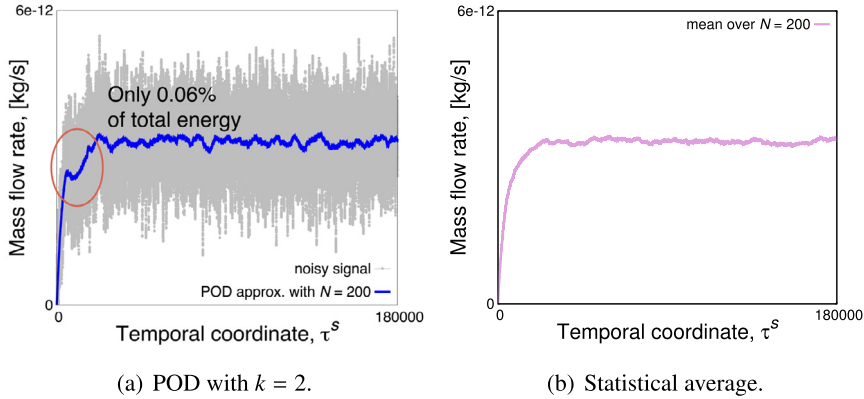 6e-12
Mass flow rate, [kg/s]
Only 0.06%
of total energy
noisy signal
POD approx. with N = 200
0
0
180000
Temporal coordinate, τˢ
(a) POD with k = 2.
6e-12
Mass flow rate, [kg/s]
mean over N = 200
0
0
180000
Temporal coordinate, τˢ
(b) Statistical average.